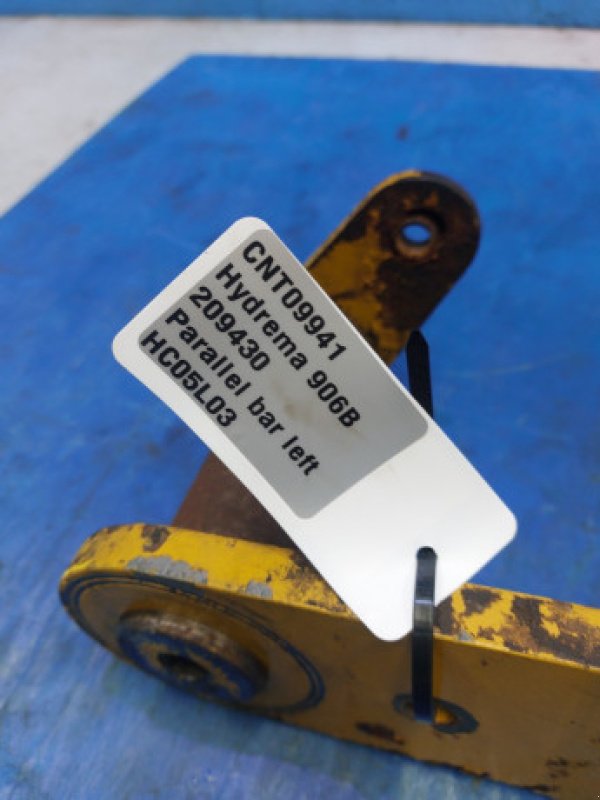 CNT09941
Hydrema 906B
209430
Parallel bar left
HC05L03